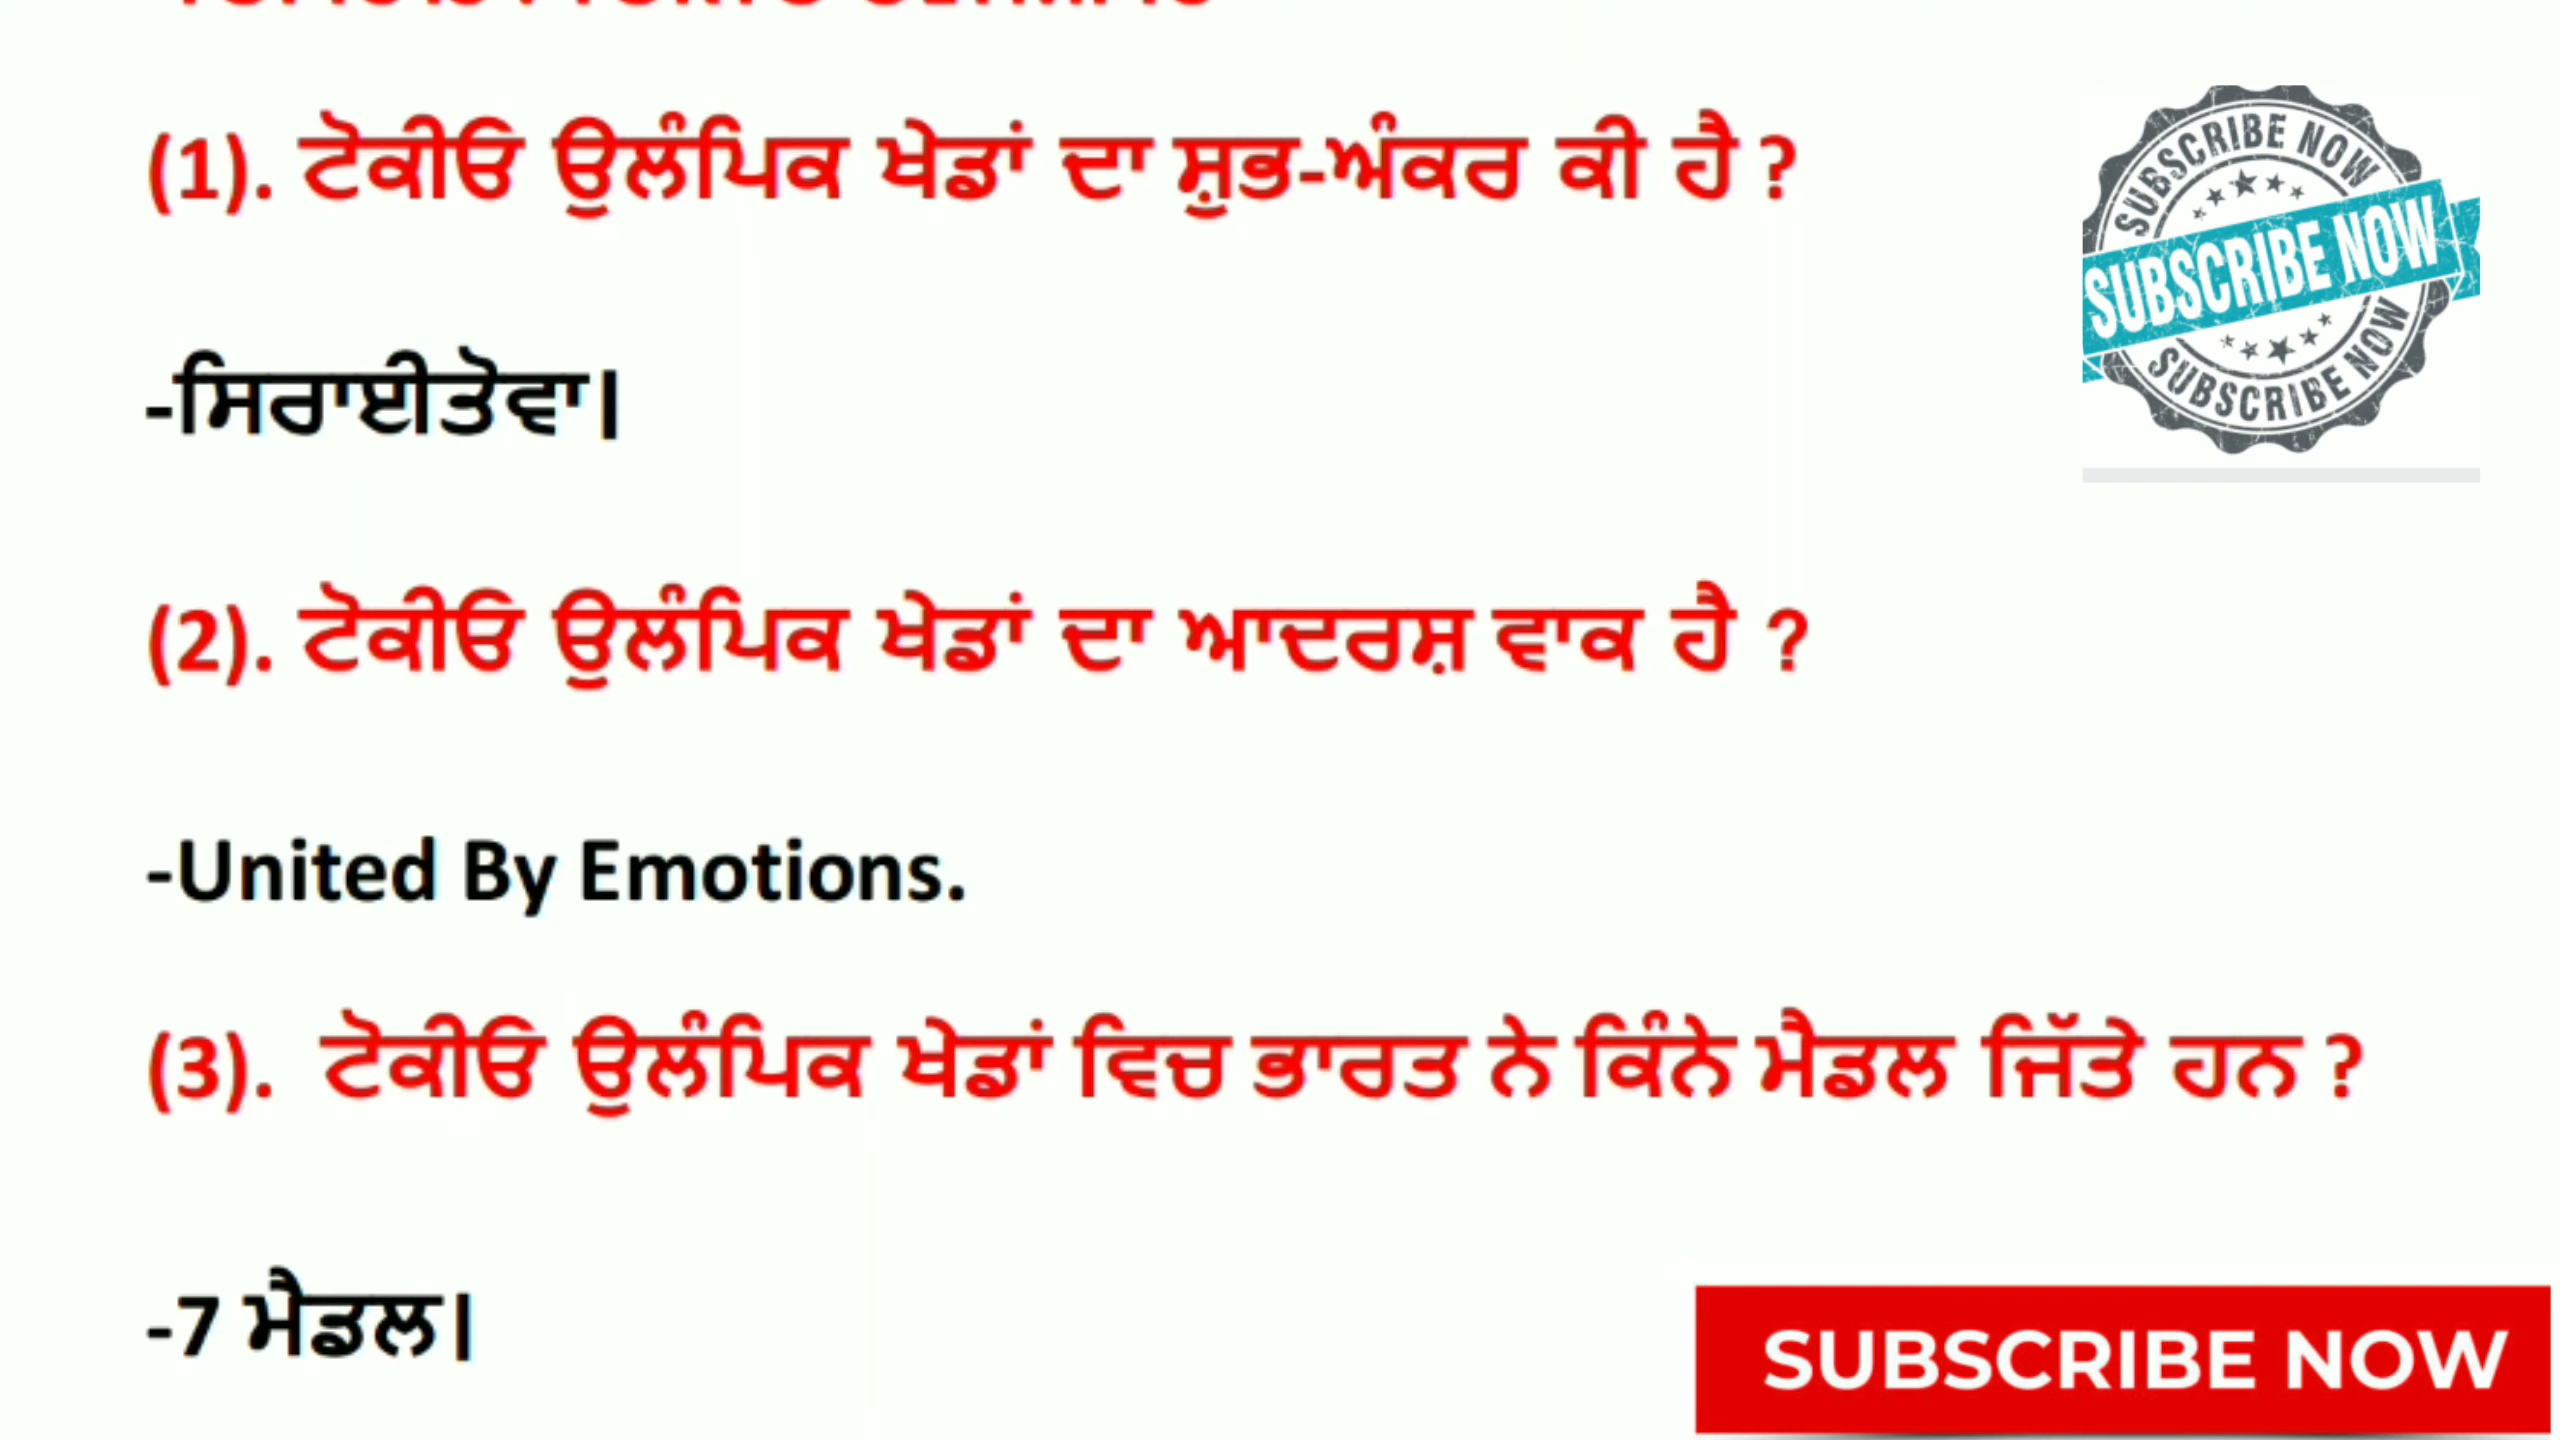 (1). ਟੋਕੀਓ ਉਲੰਪਿਕ ਖੇਡਾਂ ਦਾ ਸ਼ੁਭ-ਅੰਕਰ ਕੀ ਹੈ ?
SUBSCRIBE NOW
SUBSCRIBE NOW
SUBSCRIBE NOW
-ਸਿਰਾਈਤੋਵਾ|
(2). ਟੋਕੀਓ ਉਲੰਪਿਕ ਖੇਡਾਂ ਦਾ ਆਦਰਸ਼ ਵਾਕ ਹੈ ?
-United By Emotions.
(3). ਟੋਕੀਓ ਉਲੰਪਿਕ ਖੇਡਾਂ ਵਿਚ ਭਾਰਤ ਨੇ ਕਿੰਨੇ ਮੈਡਲ ਜਿੱਤੇ ਹਨ ?
-7 ਮੈਡਲ|
SUBSCRIBE NOW